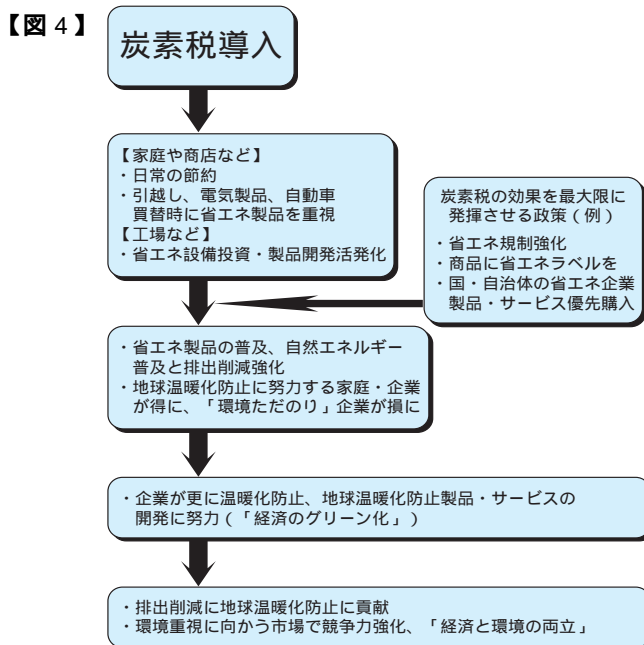 【図4】
炭素税導入
【家庭や商店など】
・日常の節約
・引越し、電気製品、自動車
買替時に省エネ製品を重視
【工場など】
・省エネ設備投資・製品開発活発化
炭素税の効果を最大限に
発揮させる政策(例)
・省エネ規制強化
・商品に省エネラベルを
・国・自治体の省エネ企業
製品・サービス優先購入
・省エネ製品の普及、自然エネルギー
普及と排出削減強化
・地球温暖化防止に努力する家庭・企業
が得に、「環境ただのり」企業が損に
・企業が更に温暖化防止、地球温暖化防止製品・サービスの
開発に努力(「経済のグリーン化」)
・排出削減に地球温暖化防止に貢献
・環境重視に向かう市場で競争力強化、「経済と環境の両立」